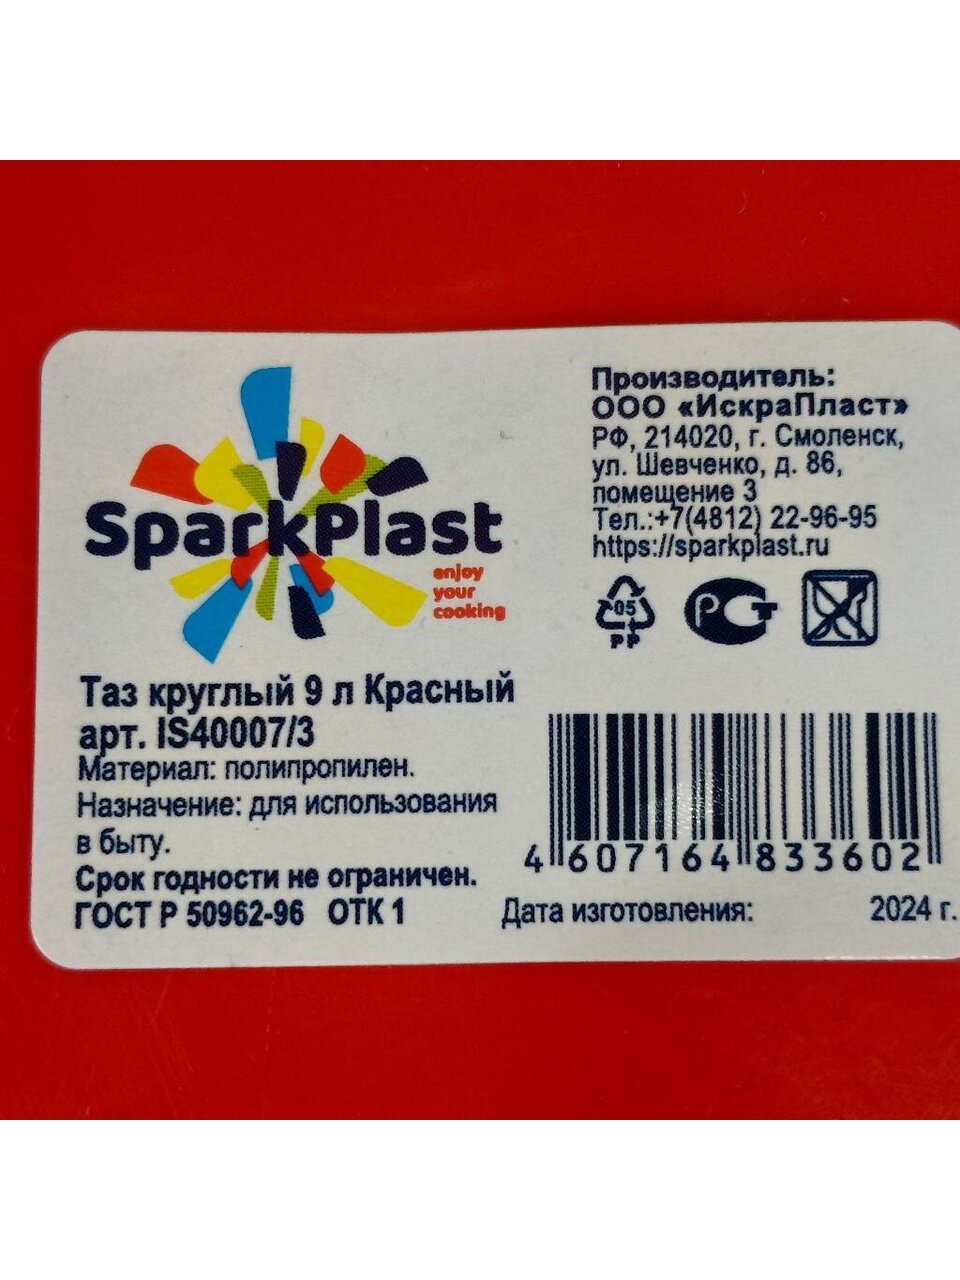 SparkPlast
enjoy
your
cooking
Таз круглый 9 л Красный
арт. IS40007/3
Материал: полипропилен.
Назначение: для использования
в быту.
Срок годности не ограничен.
ГОСТ Р 50962-96 ОТК 1
Производитель:
ООО «ИскраПласт»
РФ, 214020, г. Смоленск,
ул. Шевченко, д. 86,
помещение 3
Тел.:+7(4812) 22-96-95
https://sparkplast.ru
05
PP
РСТ
4 607164 833602
Дата изготовления: 2024 г.